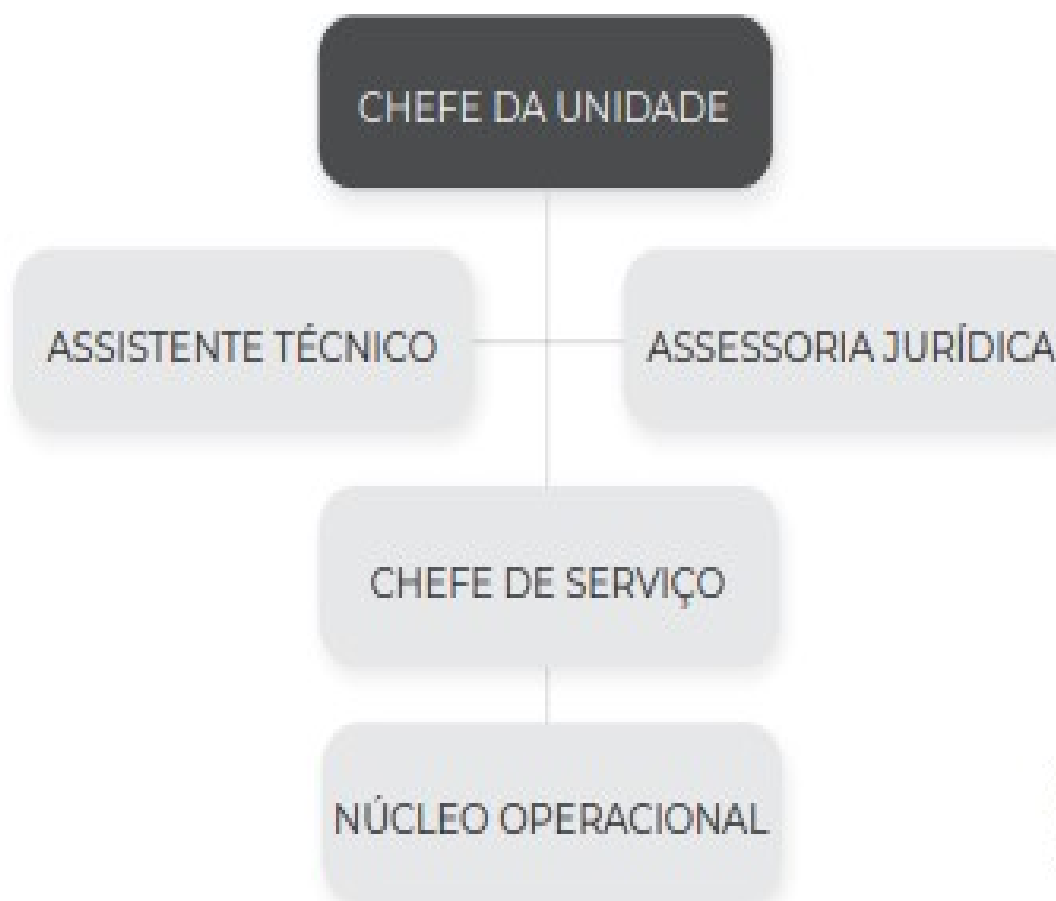 CHEFE DA UNIDADE
ASSISTENTE TÉCNICO
ASSESSORIA JURÍDICA
CHEFE DE SERVIÇO
NÚCLEO OPERACIONAL